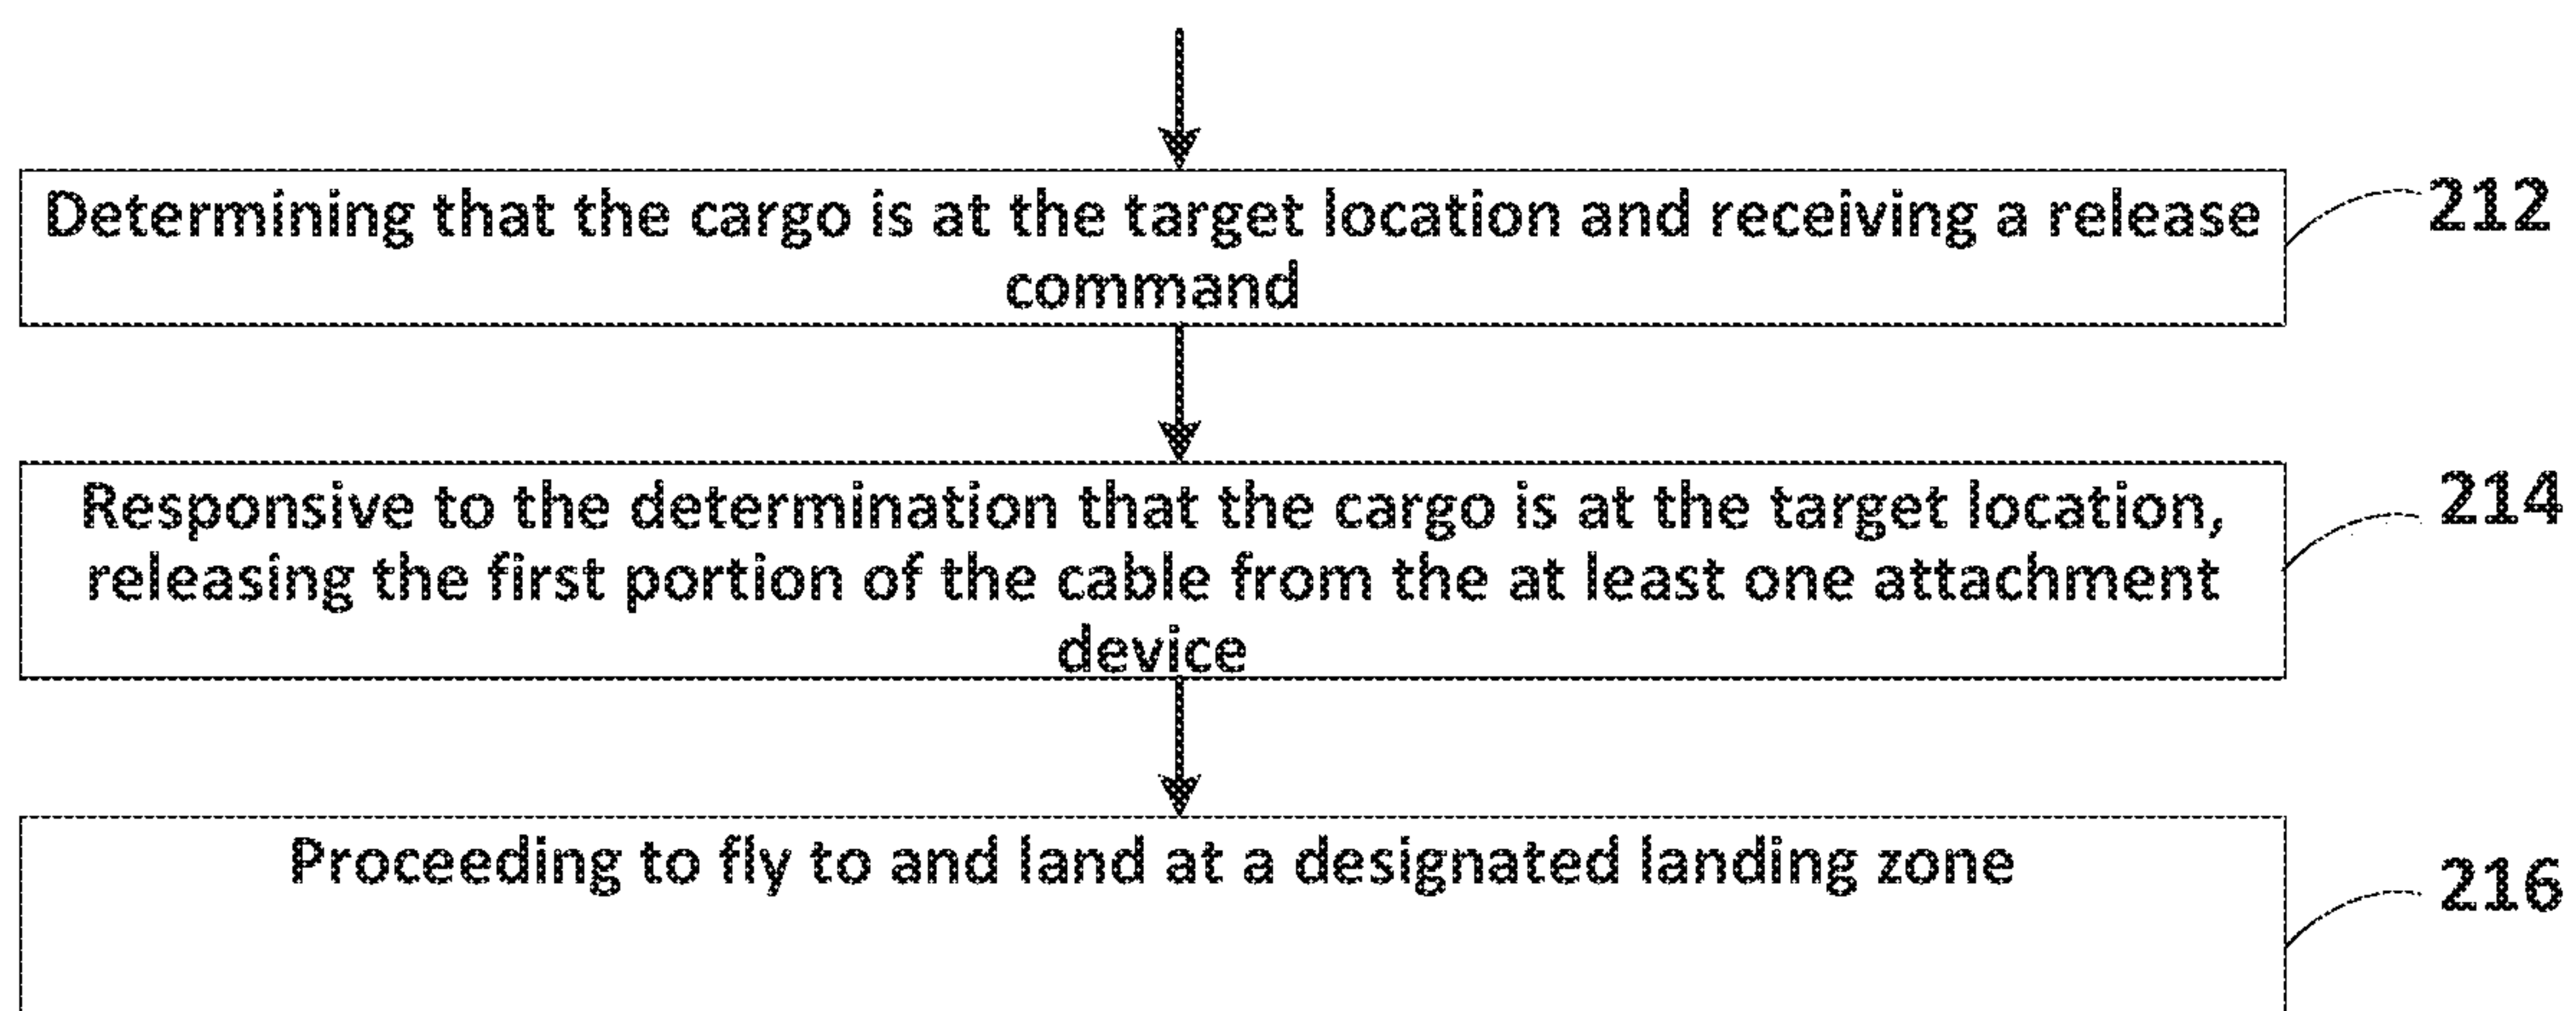 Determining that the cargo is at the target location and receiving a release
command
212
Responsive to the determination that the cargo is at the target location,
releasing the first portion of the cable from the at least one attachment
device
214
Proceeding to fly to and land at a designated landing zone
216